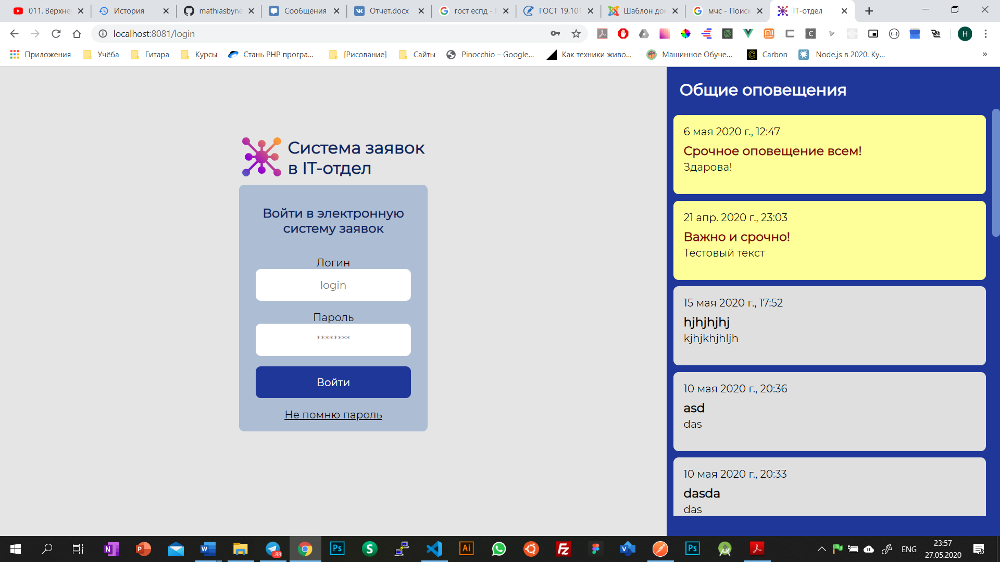 011. Верхне
История
mathiasbyne
Сообщения
Отчет.docx
гост еспд - 
ГОСТ 19.101
Шаблон до
мчс - Поиск
IT-отдел
localhost:8081/login
Приложения
Учёба
Гитара
Курсы
Стань PHP програ...
[Рисование]
Сайты
Pinocchio – Google...
Как техники живо...
Машинное Обуче...
Carbon
Node.js в 2020. Ку...
»
Система заявок
в IT-отдел
Войти в электронную
систему заявок
Логин
login
Пароль
********
Войти
Не помню пароль
Общие оповещения
6 мая 2020 г., 12:47
Срочное оповещение всем!
Здарова!
21 апр. 2020 г., 23:03
Важно и срочно!
Тестовый текст
15 мая 2020 г., 17:52
hjhjhjhj
kjhjkhjhljh
10 мая 2020 г., 20:36
asd
das
10 мая 2020 г., 20:33
dasda
das
88
ENG
23:57
27.05.2020